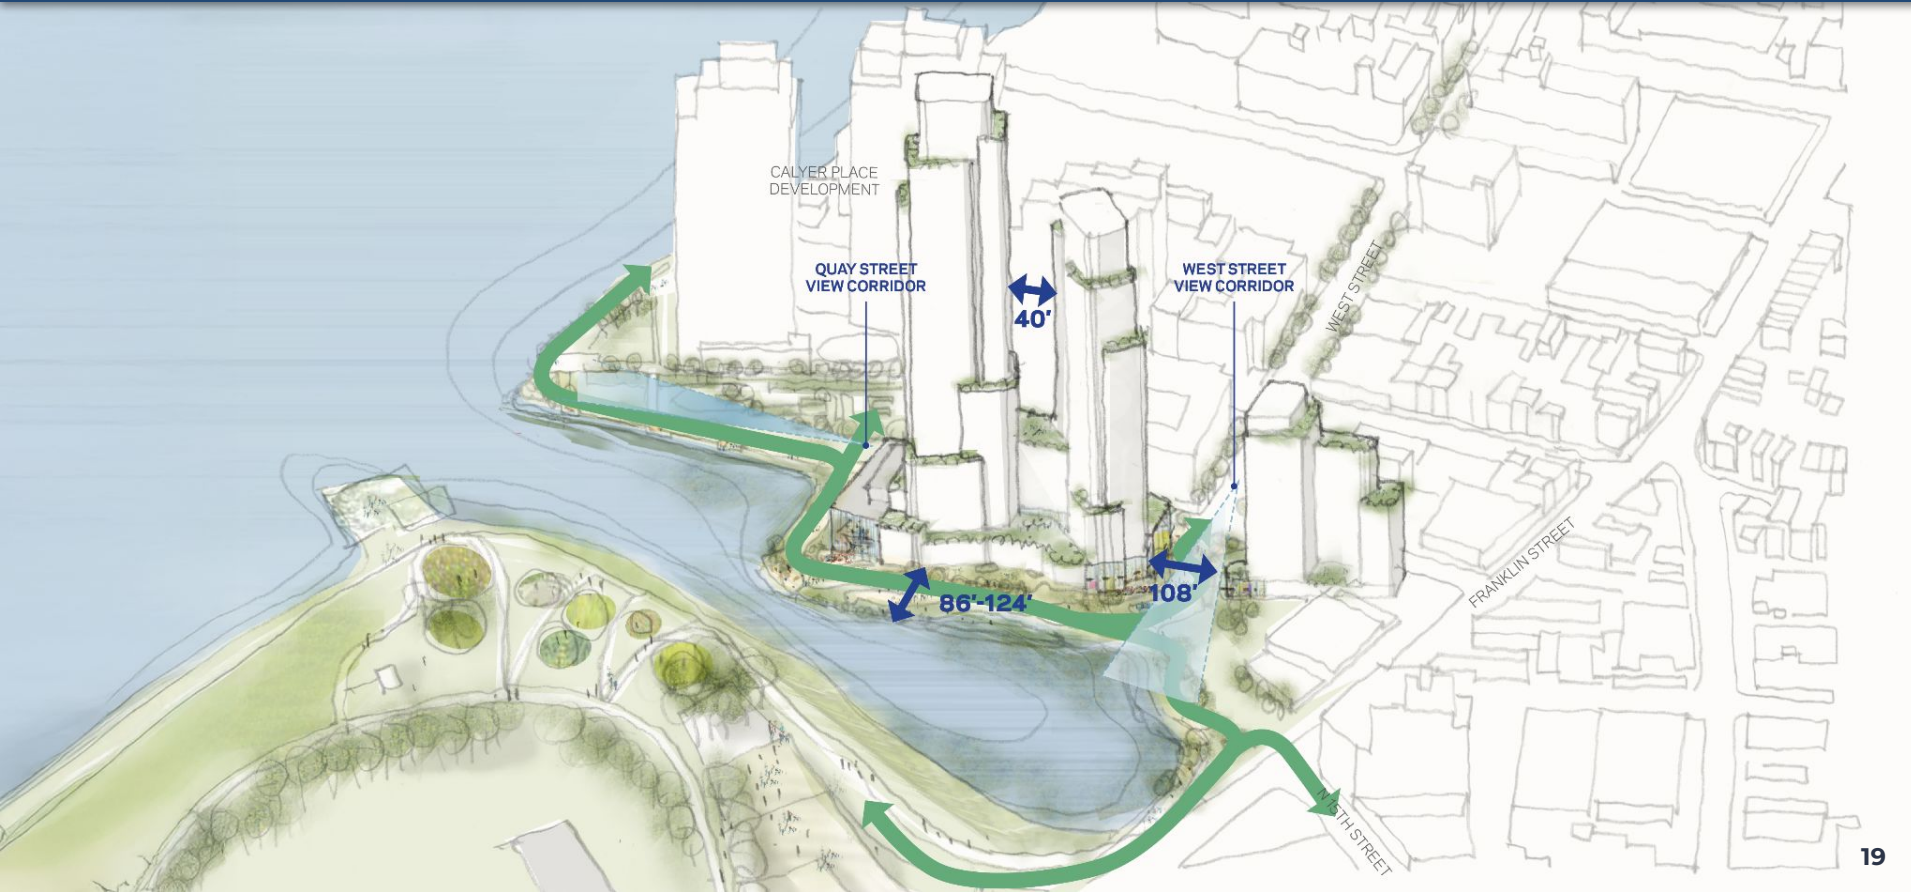 CALYER PLACE
DEVELOPMENT
QUAY STREET
VIEW CORRIDOR
40'
WEST STREET
VIEW CORRIDOR
WEST STREET
FRANKLIN STREET
86'-124'
108'
N 15TH STREET
19